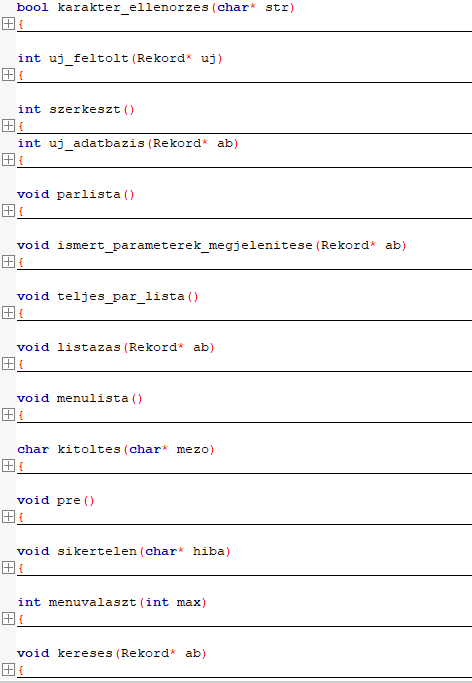 bool karakter_ellenorzes(char* str)
{
int uj_feltolt(Rekord* uj)
{
int szerkeszt()
{
int uj_adatbazis(Rekord* ab)
{
void parlista()
{
void ismert_parameterek_megjelenitese(Rekord* ab)
{
void teljes_par_lista()
{
void listazas(Rekord* ab)
{
void menulista()
{
char kitoltes(char* mezo)
{
void pre()
{
void sikertelen(char* hiba)
{
int menuvalaszt(int max)
{
void kereses(Rekord* ab)
{